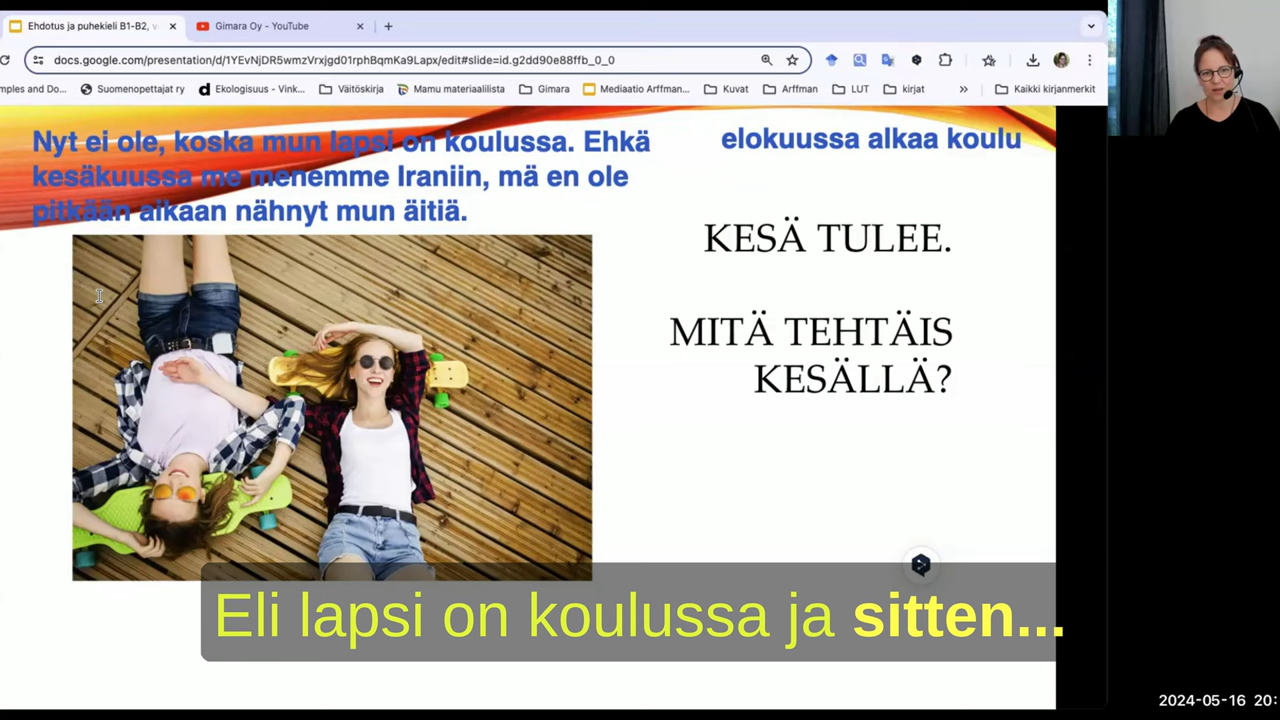 Ehdotus ja puhekieli B1-B2, v
Gimara Oy - YouTube
docs.google.com/presentation/d/1YEvNjDR5wmzVrxjgd01rphBqmKa9Lapx/edit#slide=id.g2dd90e88ffb_0_0
mples and Do...
Suomenopettajat ry
Ekologisuus - Vink...
Väitöskirja
Mamu materiaalilista
Gimara
Mediaatio Arffman...
Kuvat
Arffman
LUT
kirjat
»
Kaikki kirjanmerkit
Nyt ei ole, koska mun lapsi on koulussa. Ehkä
kesäkuussa me menemme Iraniin, mä en ole
pitkään aikaan nähnyt mun äitiä.
elokuussa alkaa koulu
KESÄ TULEE.
MITÄ TEHTÄIS
KESÄLLÄ?
Eli lapsi on koulussa ja sitten...
2024-05-16 20: